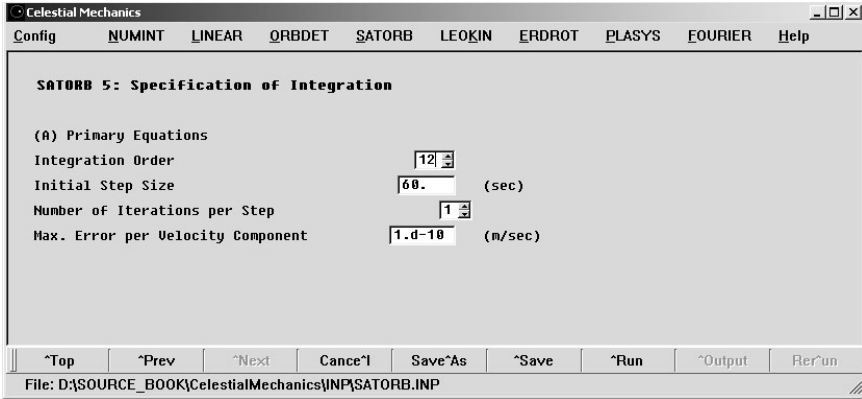 Celestial Mechanics
Config NUMINT LINEAR ORBDET SATORB LEOKIN ERDROT PLASYS FOURIER Help
SATORB 5: Specification of Integration
(A) Primary Equations
Integration Order 12
Initial Step Size 60. (sec)
Number of Iterations per Step 1
Max. Error per Velocity Component 1.d-10 (m/sec)
^Top ^Prev ^Next Cance^l Save^As ^Save ^Run ^Output Rer^un
File: D:\SOURCE_BOOK\CelestialMechanics\INP\SATORB.INP